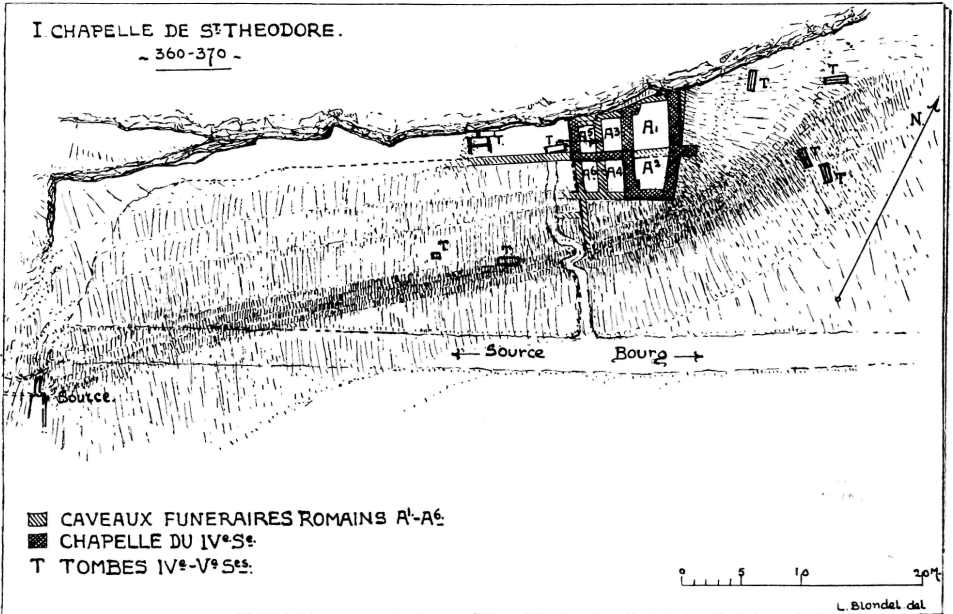 I. CHAPELLE DE ST. THEODORE.
~ 360-370 ~
T
T.
T.
T.
A5 A3 A1
A6 A4 A2
N.
T
T
T
T
← Source Bourg →
Source.
CAVEAUX FUNERAIRES ROMAINS A1-A6.
CHAPELLE DU IVe Se.
T TOMBES IVe-Ve Ses.
0 5 10 20M.
L. Blondel. del